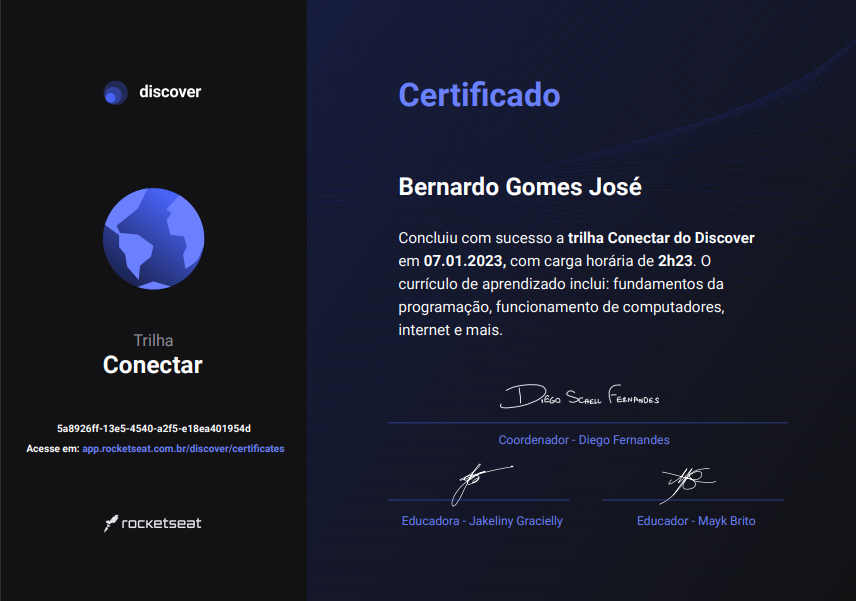 discover
Trilha
Conectar
5a8926ff-13e5-4540-a2f5-e18ea401954d
Acesse em: app.rocketseat.com.br/discover/certificates
rocketseat
Certificado
Bernardo Gomes José
Concluiu com sucesso a trilha Conectar do Discover
em 07.01.2023, com carga horária de 2h23. O
currículo de aprendizado inclui: fundamentos da
programação, funcionamento de computadores,
internet e mais.
Diego Schell Fernandes
Coordenador - Diego Fernandes
Educadora - Jakeliny Gracielly
Educador - Mayk Brito